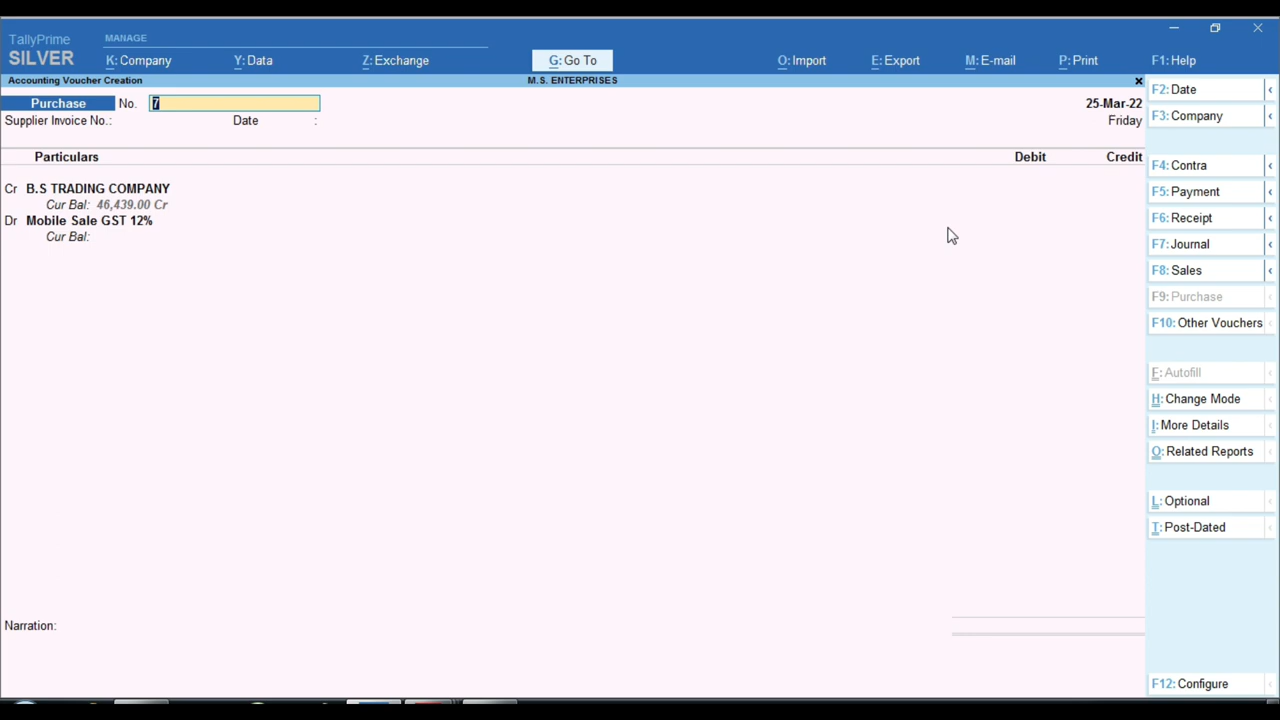 TallyPrime
SILVER
MANAGE
K: Company
Y: Data
Z: Exchange
G: Go To
O: Import
E: Export
M: E-mail
P: Print
F1: Help
Accounting Voucher Creation
M.S. ENTERPRISES
Purchase No. 7
25-Mar-22
Supplier Invoice No.: Date :
Friday
Particulars Debit Credit
Cr B.S TRADING COMPANY
Cur Bal: 46,439.00 Cr
Dr Mobile Sale GST 12%
Cur Bal:
Narration:
F2: Date
F3: Company
F4: Contra
F5: Payment
F6: Receipt
F7: Journal
F8: Sales
F9: Purchase
F10: Other Vouchers
E: Autofill
H: Change Mode
I: More Details
O: Related Reports
L: Optional
T: Post-Dated
F12: Configure